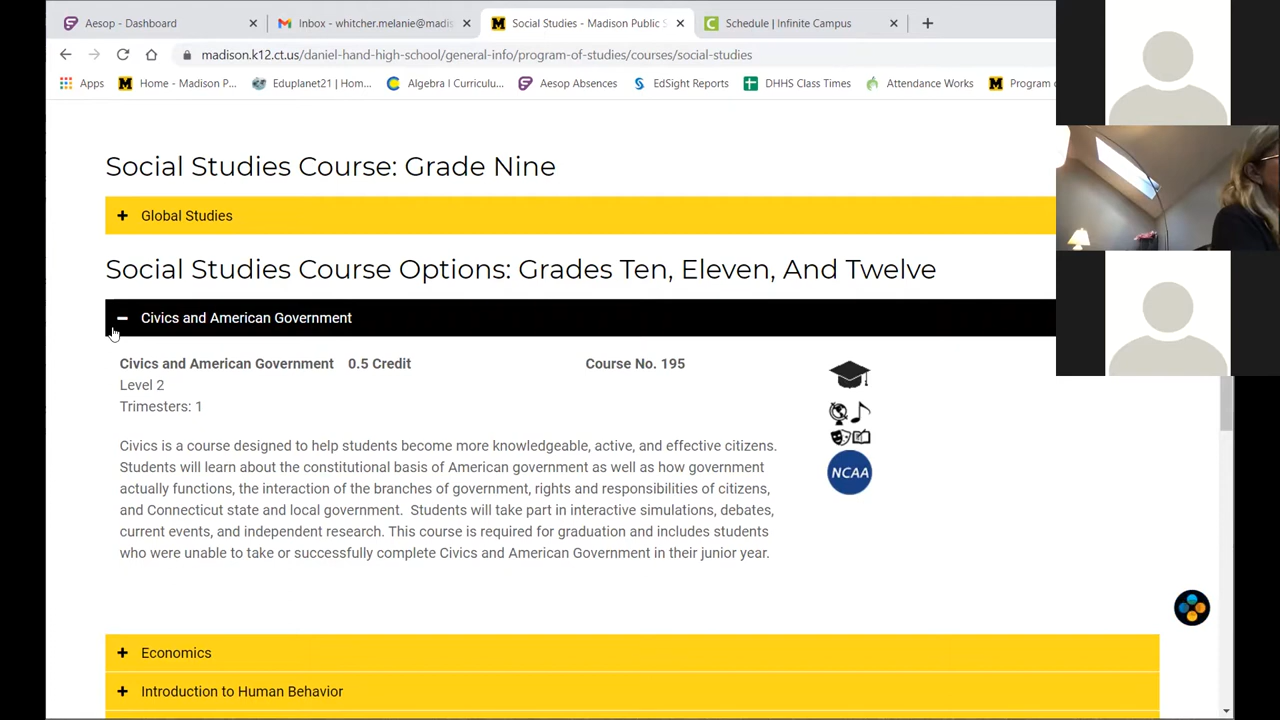 Aesop - Dashboard
Inbox - whitcher.melanie@madis
Social Studies - Madison Public S
Schedule | Infinite Campus
madison.k12.ct.us/daniel-hand-high-school/general-info/program-of-studies/courses/social-studies
Apps
Home - Madison P...
Eduplanet21 | Hom...
Algebra I Curriculu...
Aesop Absences
EdSight Reports
DHHS Class Times
Attendance Works
Program o
Social Studies Course: Grade Nine
Global Studies
Social Studies Course Options: Grades Ten, Eleven, And Twelve
Civics and American Government
Civics and American Government 0.5 Credit Course No. 195
Level 2
Trimesters: 1
Civics is a course designed to help students become more knowledgeable, active, and effective citizens.
Students will learn about the constitutional basis of American government as well as how government
actually functions, the interaction of the branches of government, rights and responsibilities of citizens,
and Connecticut state and local government. Students will take part in interactive simulations, debates,
current events, and independent research. This course is required for graduation and includes students
who were unable to take or successfully complete Civics and American Government in their junior year.
NCAA
Economics
Introduction to Human Behavior